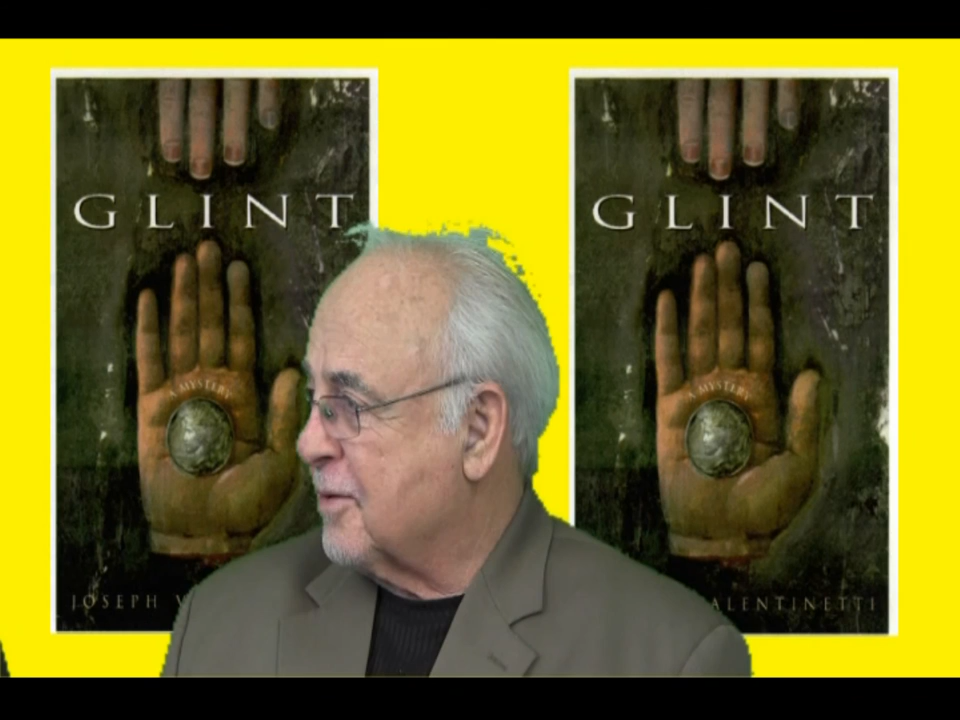 GLINT
A MYSTERY
JOSEPH V
GLINT
A MYSTERY
ALENTINETTI